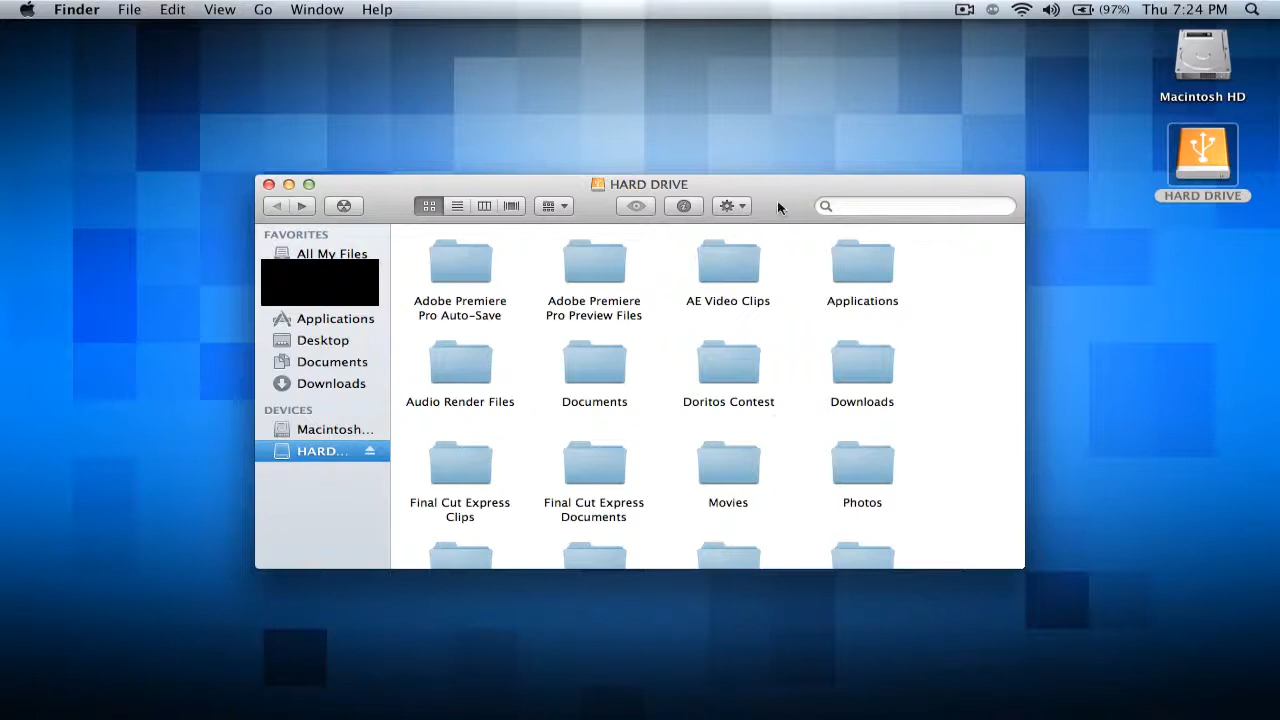 Finder File Edit View Go Window Help (97%) Thu 7:24 PM
Macintosh HD
HARD DRIVE
HARD DRIVE
FAVORITES
All My Files
Applications
Desktop
Documents
Downloads
DEVICES
Macintosh...
HARD...
Adobe Premiere
Pro Auto-Save
Adobe Premiere
Pro Preview Files
AE Video Clips
Applications
Audio Render Files
Documents
Doritos Contest
Downloads
Final Cut Express
Clips
Final Cut Express
Documents
Movies
Photos